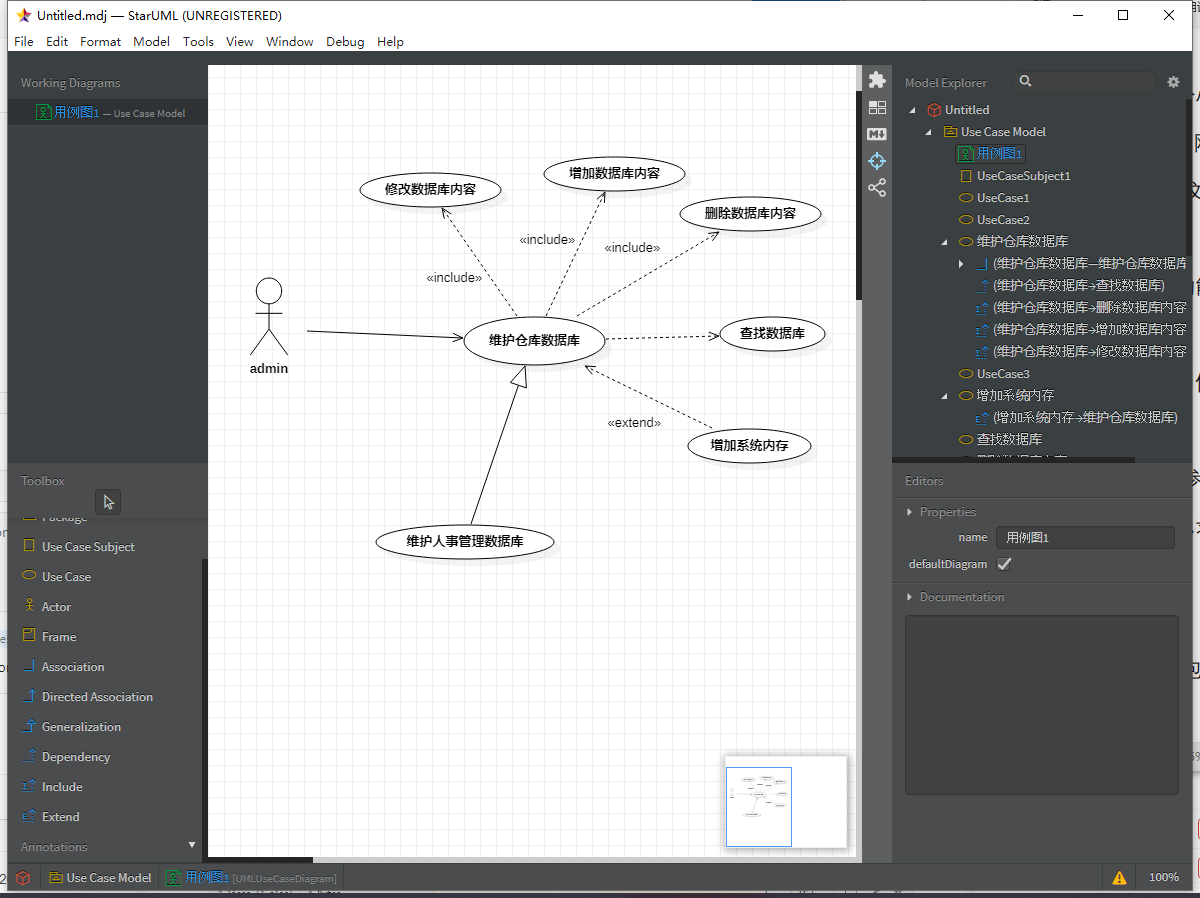 Untitled.mdj — StarUML (UNREGISTERED)
File Edit Format Model Tools View Window Debug Help
Working Diagrams
用例图1 — Use Case Model
修改数据库内容
增加数据库内容
删除数据库内容
«include»
«include»
«include»
admin
维护仓库数据库
查找数据库
«extend»
增加系统内存
维护人事管理数据库
Toolbox
Package
Use Case Subject
Use Case
Actor
Frame
Association
Directed Association
Generalization
Dependency
Include
Extend
Annotations
Model Explorer
Untitled
Use Case Model
用例图1
UseCaseSubject1
UseCase1
UseCase2
维护仓库数据库
(维护仓库数据库—维护仓库数据库
(维护仓库数据库→查找数据库)
(维护仓库数据库→删除数据库内容
(维护仓库数据库→增加数据库内容
(维护仓库数据库→修改数据库内容
UseCase3
增加系统内存
(增加系统内存→维护仓库数据库)
查找数据库
Editors
Properties
name 用例图1
defaultDiagram
Documentation
Use Case Model 用例图1 [UMLUseCaseDiagram] 100%